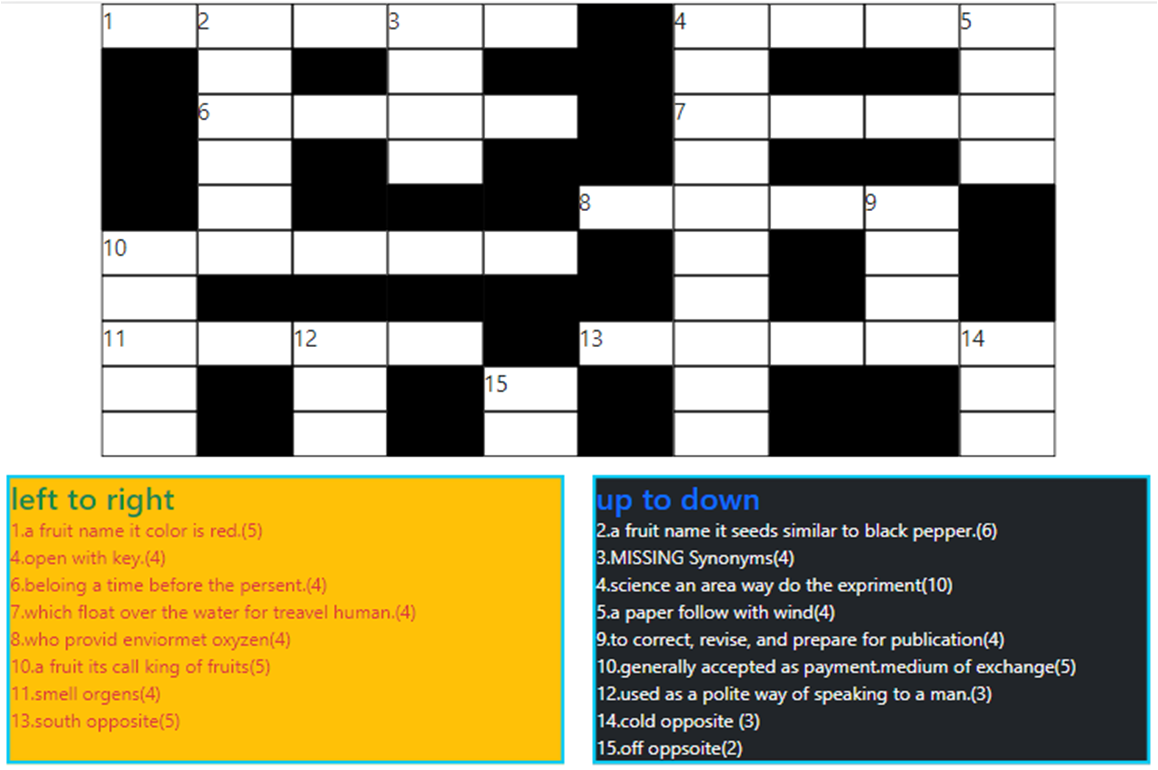 1 2 3 4 5
6 7
8 9
10
11 12 13 14
15
left to right
1.a fruit name it color is red.(5)
4.open with key.(4)
6.beloing a time before the persent.(4)
7.which float over the water for treavel human.(4)
8.who provid enviormet oxyzen(4)
10.a fruit its call king of fruits(5)
11.smell orgens(4)
13.south opposite(5)
up to down
2.a fruit name it seeds similar to black pepper.(6)
3.MISSING Synonyms(4)
4.science an area way do the expriment(10)
5.a paper follow with wind(4)
9.to correct, revise, and prepare for publication(4)
10.generally accepted as payment.medium of exchange(5)
12.used as a polite way of speaking to a man.(3)
14.cold opposite (3)
15.off oppsoite(2)